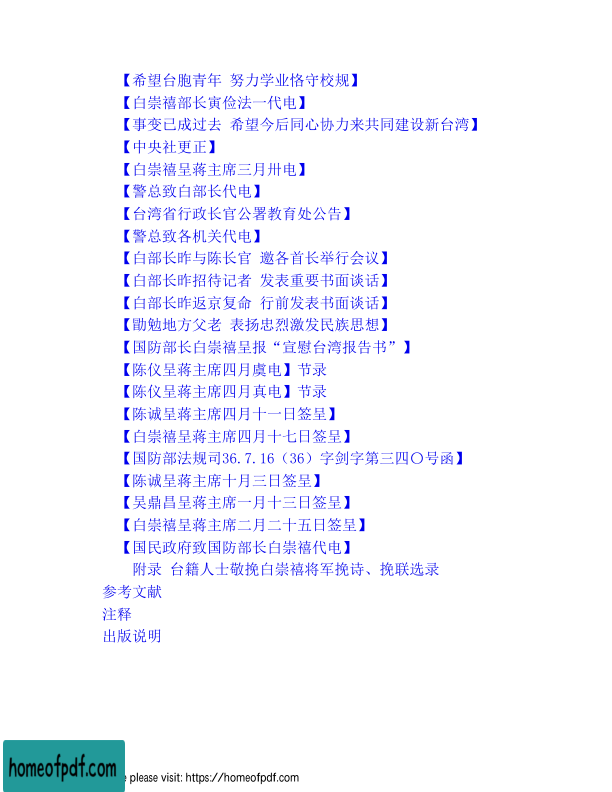 【希望台胞青年 努力学业恪守校规】
【白崇禧部长寅俭法一代电】
【事变已成过去 希望今后同心协力来共同建设新台湾】
【中央社更正】
【白崇禧呈蒋主席三月卅电】
【警总致白部长代电】
【台湾省行政长官公署教育处公告】
【警总致各机关代电】
【白部长昨与陈长官 邀各首长举行会议】
【白部长昨招待记者 发表重要书面谈话】
【白部长昨返京复命 行前发表书面谈话】
【勖勉地方父老 表扬忠烈激发民族思想】
【国防部长白崇禧呈报“宣慰台湾报告书”】
【陈仪呈蒋主席四月虞电】节录
【陈仪呈蒋主席四月真电】节录
【陈诚呈蒋主席四月十一日签呈】
【白崇禧呈蒋主席四月十七日签呈】
【国防部法规司36.7.16（36）字剑字第三四〇号函】
【陈诚呈蒋主席十月三日签呈】
【吴鼎昌呈蒋主席一月十三日签呈】
【白崇禧呈蒋主席二月二十五日签呈】
【国民政府致国防部长白崇禧代电】
附录 台籍人士敬挽白崇禧将军挽诗、挽联选录
参考文献
注释
出版说明
homeofpdf.com
please visit: https://homeofpdf.com